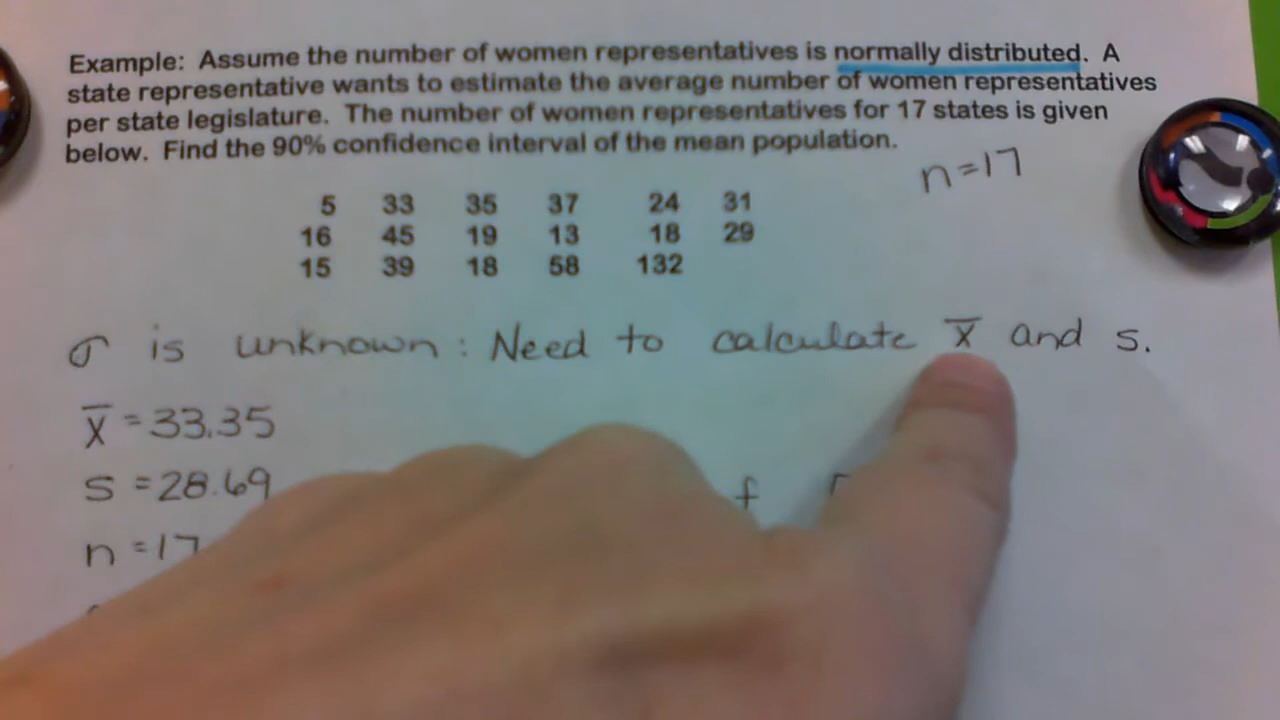 Example: Assume the number of women representatives is normally distributed. A
state representative wants to estimate the average number of women representatives
per state legislature. The number of women representatives for 17 states is given
below. Find the 90% confidence interval of the mean population.
n=17
5 33 35 37 24 31
16 45 19 13 18 29
15 39 18 58 132
σ is unknown: Need to calculate x̅ and s.
x̅ = 33.35
s = 28.69
f
n = 17